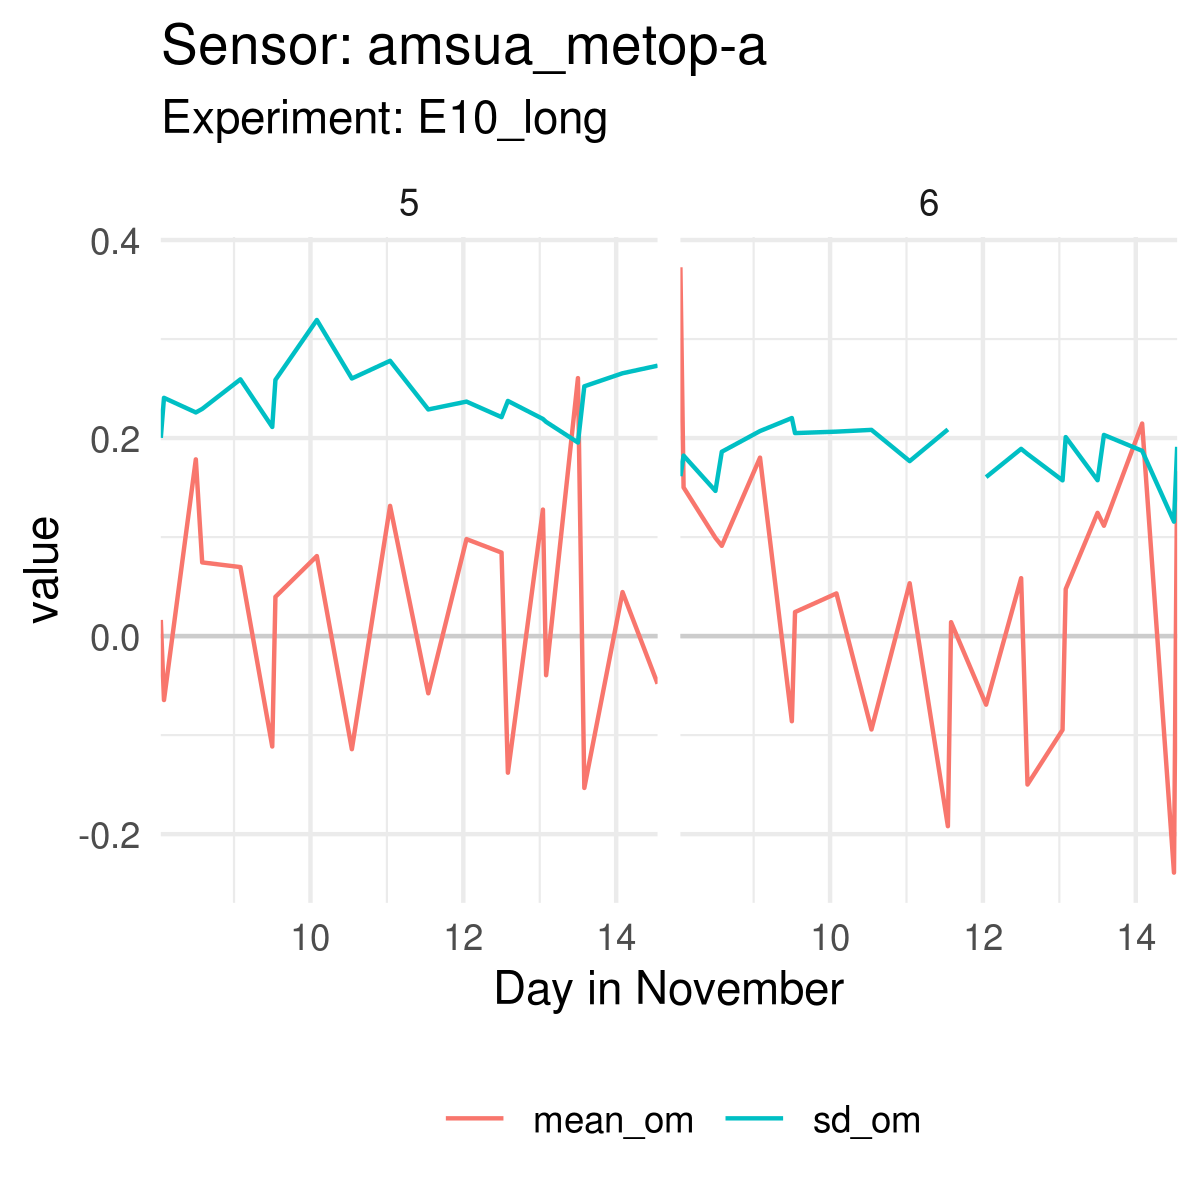 Sensor: amsua_metop-a
Experiment: E10_long
5 6
0.4
0.2
0.0
-0.2
value
10 12 14 10 12 14
Day in November
mean_om sd_om